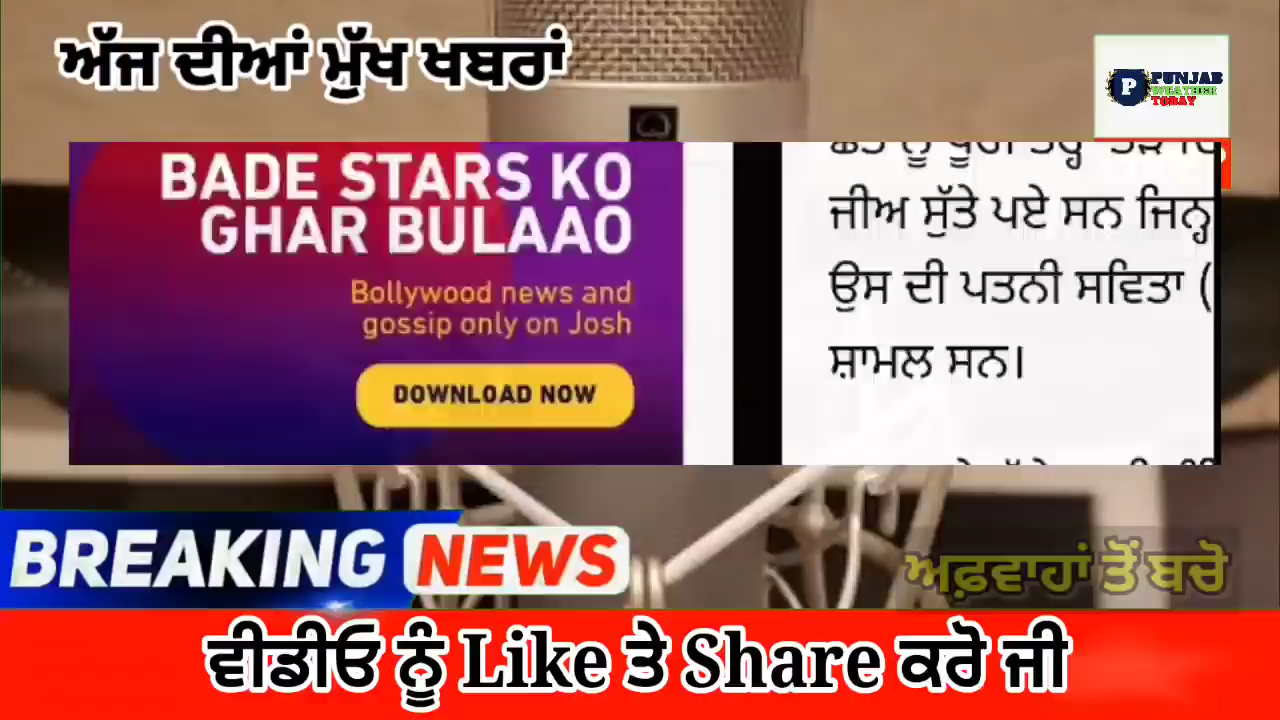 ਅੱਜ ਦੀਆਂ ਮੁੱਖ ਖਬਰਾਂ
P PUNJAB
WEATHER
TODAY
BADE STARS KO
GHAR BULAAO
Bollywood news and
gossip only on Josh
DOWNLOAD NOW
ਜੀਅ ਸੁੱਤੇ ਪਏ ਸਨ ਜਿਨ੍ਹ
ਉਸ ਦੀ ਪਤਨੀ ਸਵਿਤਾ (
ਸ਼ਾਮਲ ਸਨ।
BREAKING NEWS
ਅਫ਼ਵਾਹਾਂ ਤੋਂ ਬਚੋ
ਵੀਡੀਓ ਨੂੰ Like ਤੇ Share ਕਰੋ ਜੀ